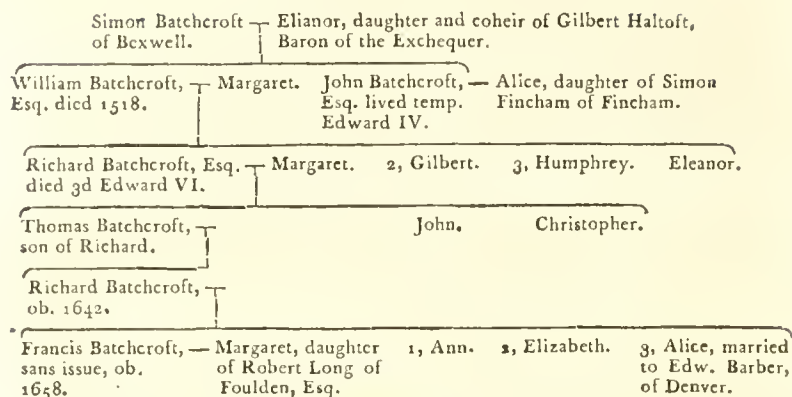 Simon Batchcroft — Elianor, daughter and coheir of Gilbert Haltoft,
of Bexwell. Baron of the Exchequer.
William Batchcroft, — Margaret. John Batchcroft, — Alice, daughter of Simon
Esq. died 1518. Esq. lived temp. Fincham of Fincham.
Edward IV.
Richard Batchcroft, Esq. — Margaret. 2, Gilbert. 3, Humphrey. Eleanor.
died 3d Edward VI.
Thomas Batchcroft, — John. Christopher.
son of Richard.
Richard Batchcroft, —
ob. 1642.
Francis Batchcroft, — Margaret, daughter 1, Ann. 2, Elizabeth. 3, Alice, married
sans issue, ob. of Robert Long of to Edw. Barber,
1658. Foulden, Esq. of Denver.